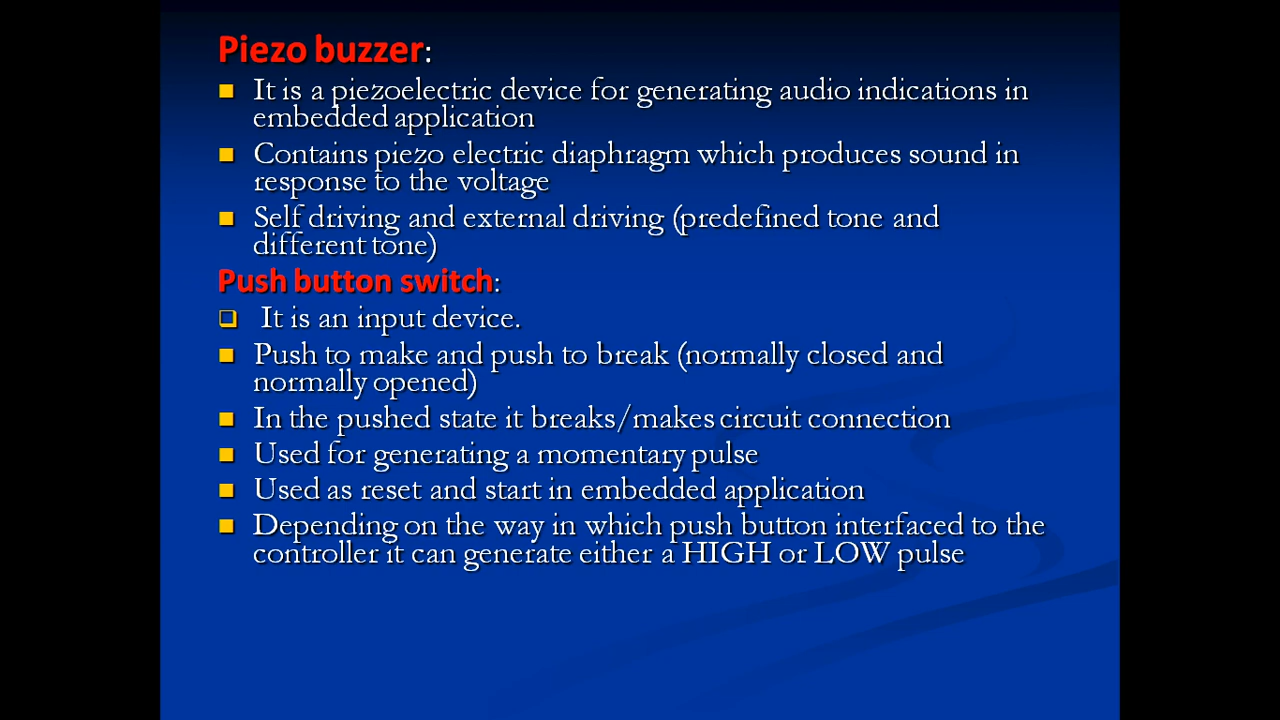 Piezo buzzer:
It is a piezoelectric device for generating audio indications in
embedded application
Contains piezo electric diaphragm which produces sound in
response to the voltage
Self driving and external driving (predefined tone and
different tone)
Push button switch:
It is an input device.
Push to make and push to break (normally closed and
normally opened)
In the pushed state it breaks/makes circuit connection
Used for generating a momentary pulse
Used as reset and start in embedded application
Depending on the way in which push button interfaced to the
controller it can generate either a HIGH or LOW pulse